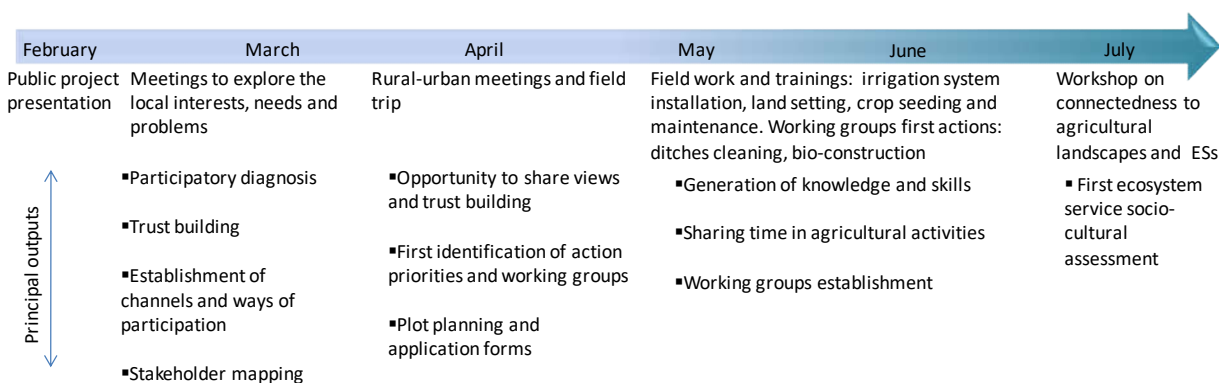 February March April May June July
Public project
presentation
Meetings to explore the
local interests, needs and
problems
Rural-urban meetings and field
trip
Field work and trainings: irrigation system
installation, land setting, crop seeding and
maintenance. Working groups first actions:
ditches cleaning, bio-construction
Workshop on
connectedness to
agricultural
landscapes and ESs
Principal outputs
▪Participatory diagnosis
▪Trust building
▪Establishment of
channels and ways of
participation
▪Stakeholder mapping
▪Opportunity to share views
and trust building
▪First identification of action
priorities and working groups
▪Plot planning and
application forms
▪Generation of knowledge and skills
▪Sharing time in agricultural activities
▪Working groups establishment
▪ First ecosystem
service socio-
cultural
assessment